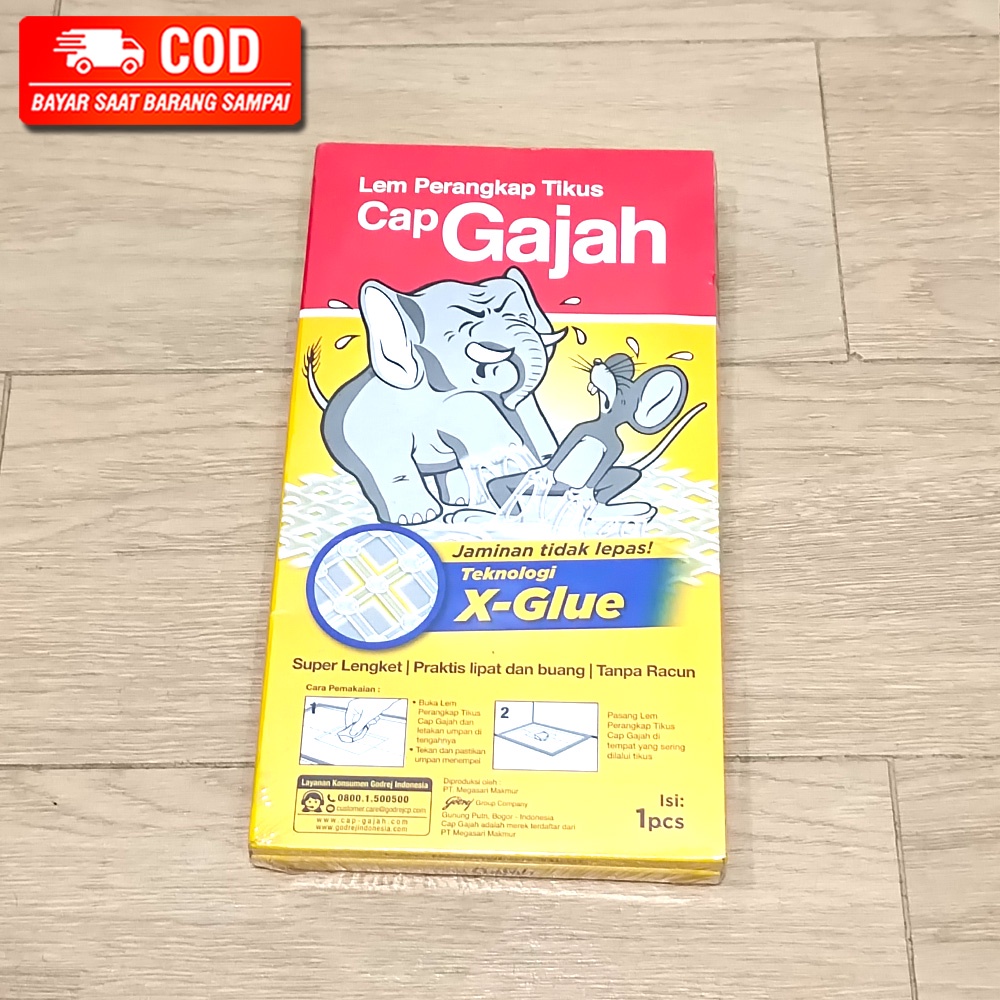 COD
BAYAR SAAT BARANG SAMPAI
Lem Perangkap Tikus
Cap Gajah
Jaminan tidak lepas!
Teknologi
X-Glue
Super Lengket | Praktis lipat dan buang | Tanpa Racun
Cara Pemakaian :
1
• Buka Lem
Perangkap Tikus
Cap Gajah dan
letakan umpan di
tengahnya
• Tekan dan pastikan
umpan menempel
2
Pasang Lem
Perangkap Tikus
Cap Gajah di
tempat yang sering
dilalui tikus
Layanan Konsumen Godrej Indonesia
0800.1.500500
customer.care@godrejcp.com
www.cap-gajah.com
www.godrejindonesia.com
Diproduksi oleh :
PT. Megasari Makmur
Godrej Group Company
Gunung Putri, Bogor - Indonesia
Cap Gajah adalah merek terdaftar dari
PT Megasari Makmur
Isi:
1pcs